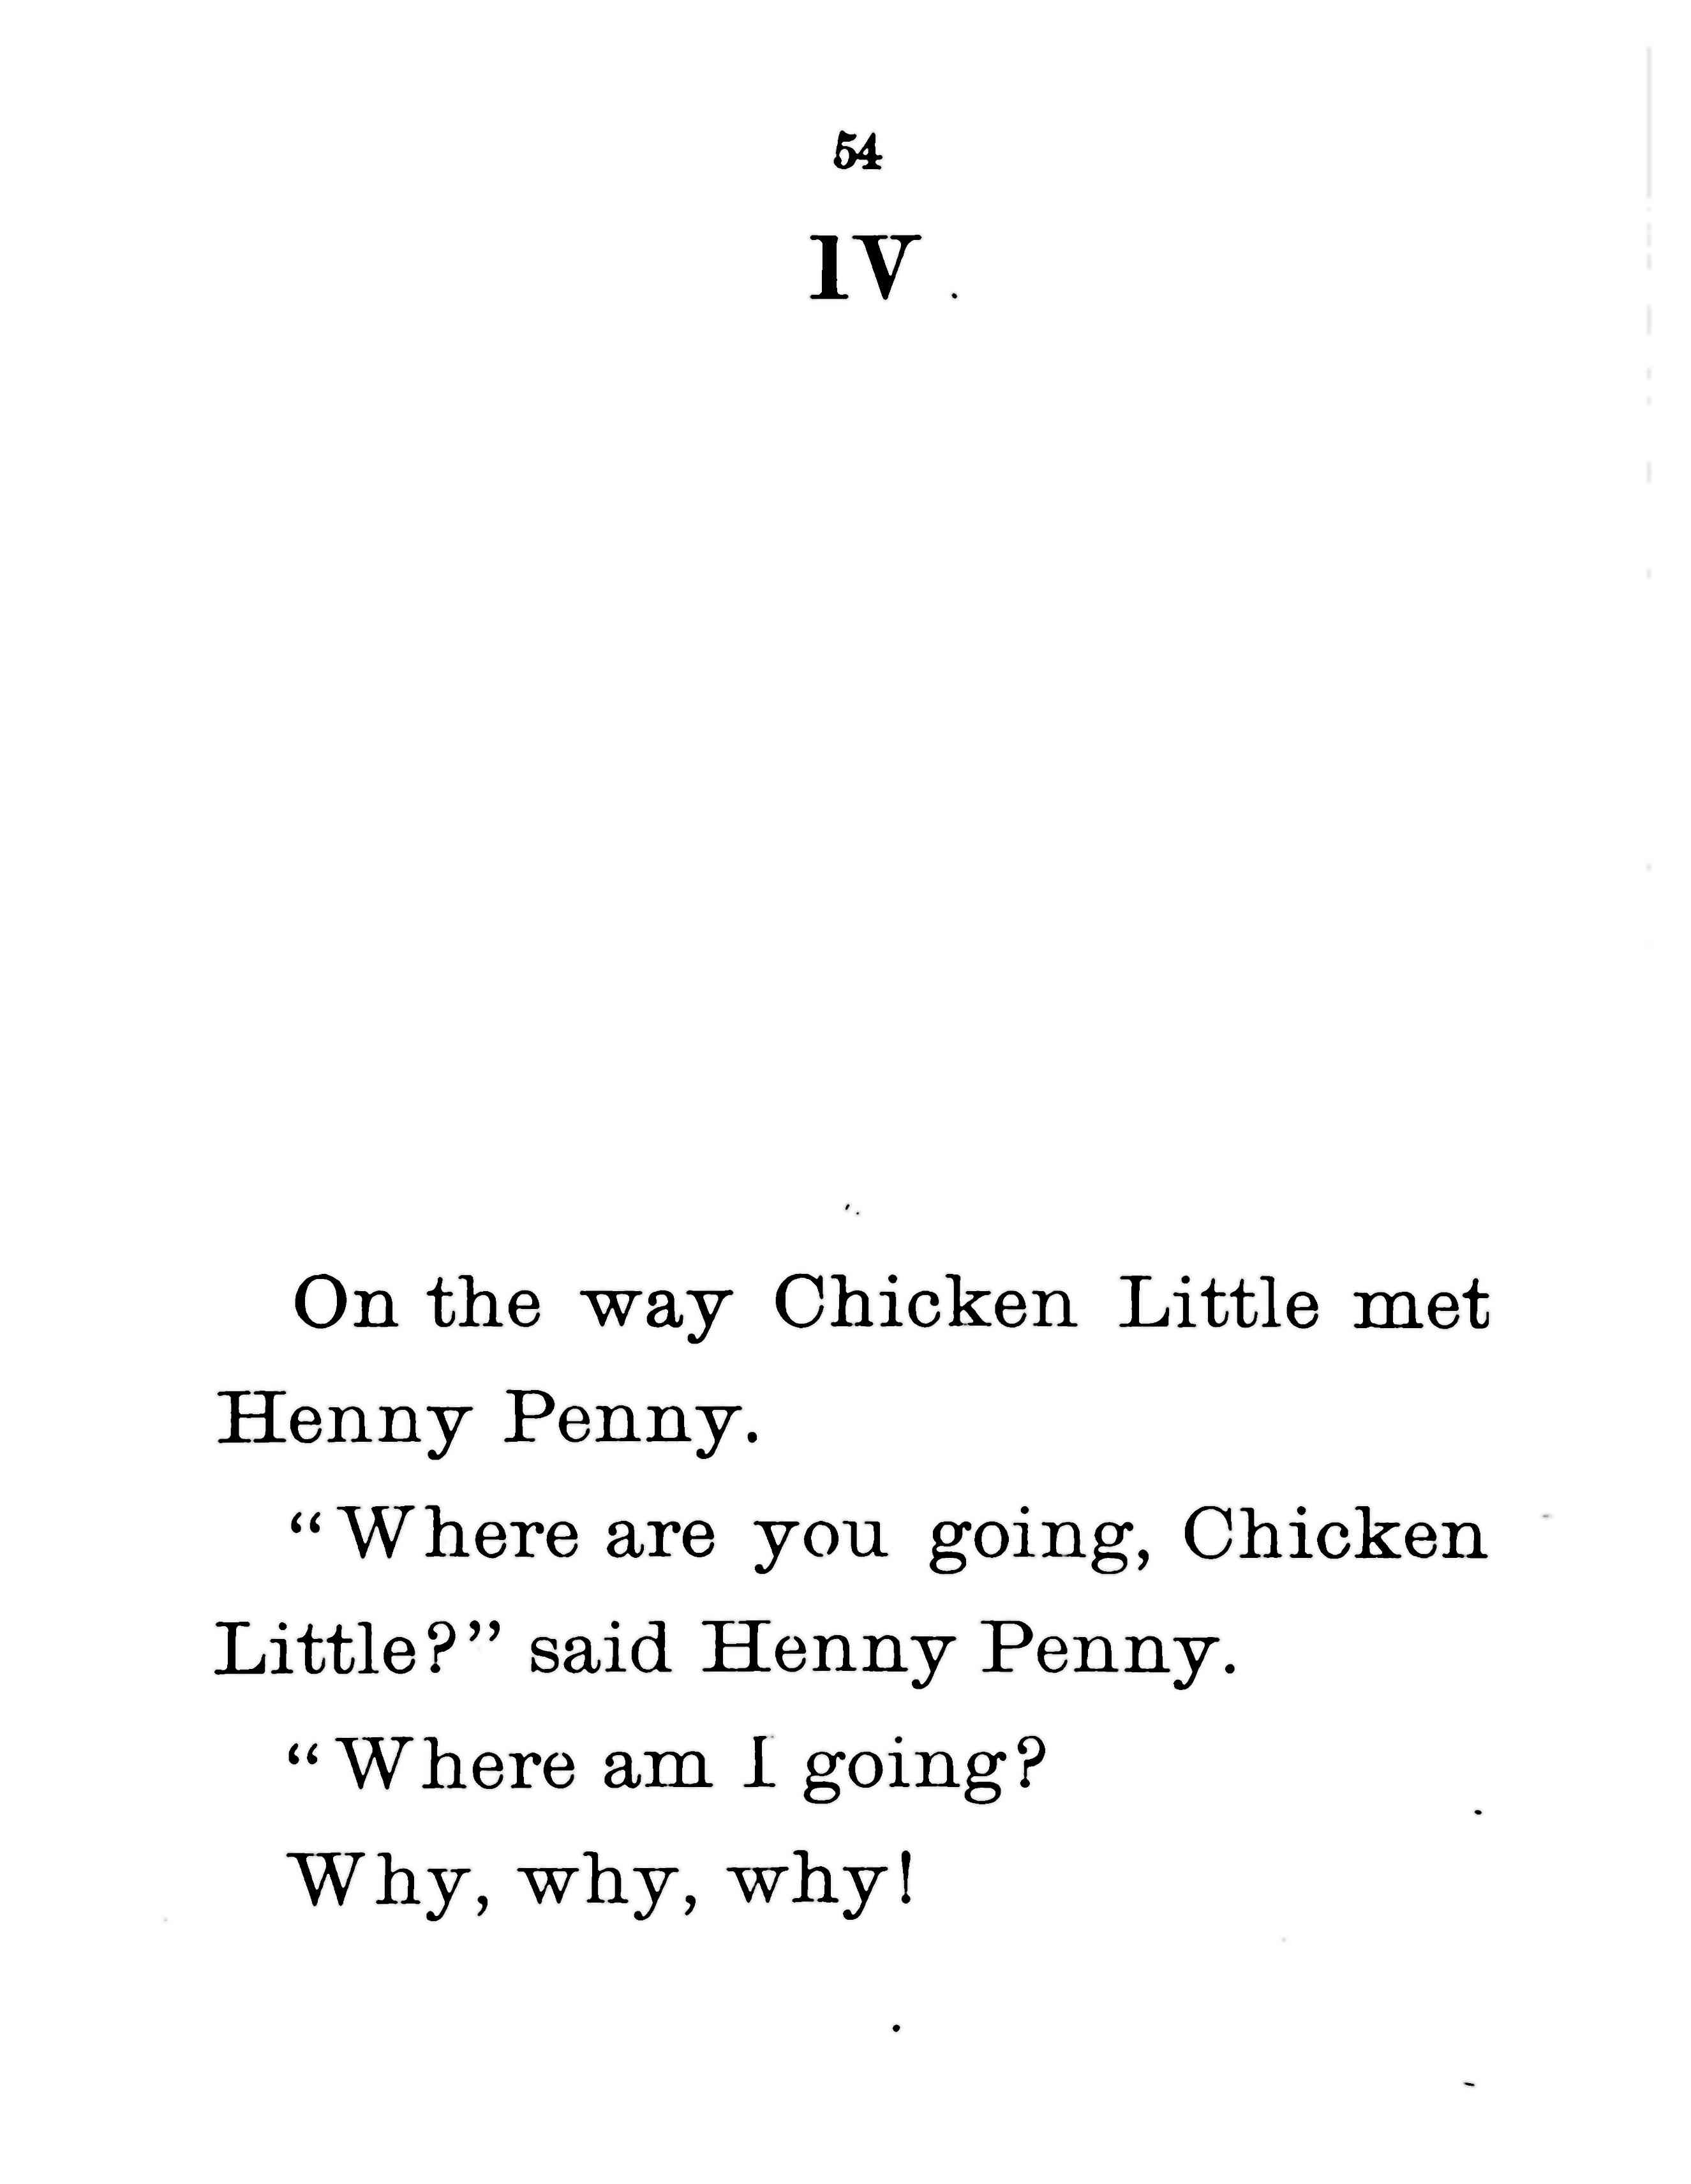 54
IV
On the way Chicken Little met
Henny Penny.
“Where are you going, Chicken
Little?” said Henny Penny.
“Where am I going?
Why, why, why!